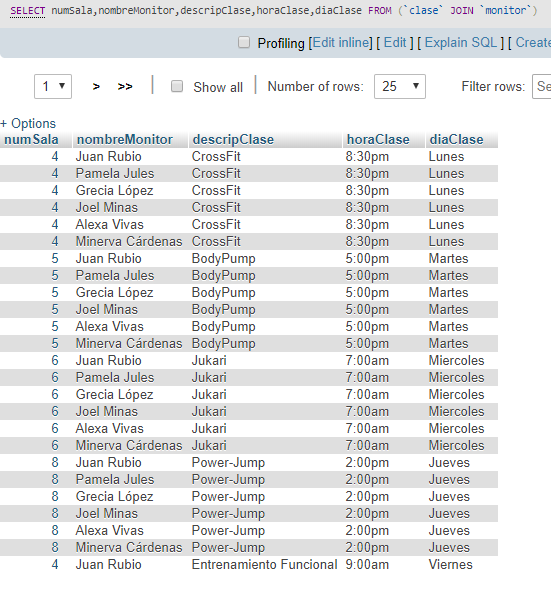 SELECT numSala,nombreMonitor,descripClase,horaClase,diaClase FROM (`clase` JOIN `monitor`)
Profiling [Edit inline] [ Edit ] [ Explain SQL ] [ Create
1 > >> Show all Number of rows: 25 Filter rows: Se
+ Options
numSala nombreMonitor descripClase horaClase diaClase
4 Juan Rubio CrossFit 8:30pm Lunes
4 Pamela Jules CrossFit 8:30pm Lunes
4 Grecia López CrossFit 8:30pm Lunes
4 Joel Minas CrossFit 8:30pm Lunes
4 Alexa Vivas CrossFit 8:30pm Lunes
4 Minerva Cárdenas CrossFit 8:30pm Lunes
5 Juan Rubio BodyPump 5:00pm Martes
5 Pamela Jules BodyPump 5:00pm Martes
5 Grecia López BodyPump 5:00pm Martes
5 Joel Minas BodyPump 5:00pm Martes
5 Alexa Vivas BodyPump 5:00pm Martes
5 Minerva Cárdenas BodyPump 5:00pm Martes
6 Juan Rubio Jukari 7:00am Miercoles
6 Pamela Jules Jukari 7:00am Miercoles
6 Grecia López Jukari 7:00am Miercoles
6 Joel Minas Jukari 7:00am Miercoles
6 Alexa Vivas Jukari 7:00am Miercoles
6 Minerva Cárdenas Jukari 7:00am Miercoles
8 Juan Rubio Power-Jump 2:00pm Jueves
8 Pamela Jules Power-Jump 2:00pm Jueves
8 Grecia López Power-Jump 2:00pm Jueves
8 Joel Minas Power-Jump 2:00pm Jueves
8 Alexa Vivas Power-Jump 2:00pm Jueves
8 Minerva Cárdenas Power-Jump 2:00pm Jueves
4 Juan Rubio Entrenamiento Funcional 9:00am Viernes